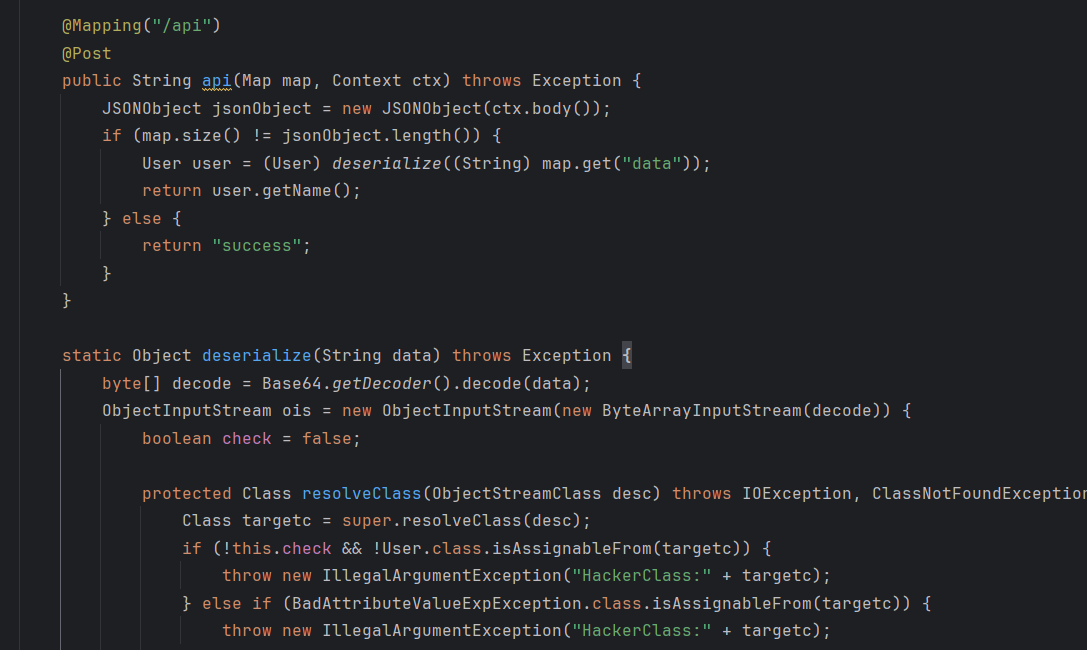 @Mapping("/api")
@Post
public String api(Map map, Context ctx) throws Exception {
JSONObject jsonObject = new JSONObject(ctx.body());
if (map.size() != jsonObject.length()) {
User user = (User) deserialize((String) map.get("data"));
return user.getName();
} else {
return "success";
}
}
static Object deserialize(String data) throws Exception {
byte[] decode = Base64.getDecoder().decode(data);
ObjectInputStream ois = new ObjectInputStream(new ByteArrayInputStream(decode)) {
boolean check = false;
protected Class resolveClass(ObjectStreamClass desc) throws IOException, ClassNotFoundException
Class targetc = super.resolveClass(desc);
if (!this.check && !User.class.isAssignableFrom(targetc)) {
throw new IllegalArgumentException("HackerClass:" + targetc);
} else if (BadAttributeValueExpException.class.isAssignableFrom(targetc)) {
throw new IllegalArgumentException("HackerClass:" + targetc);